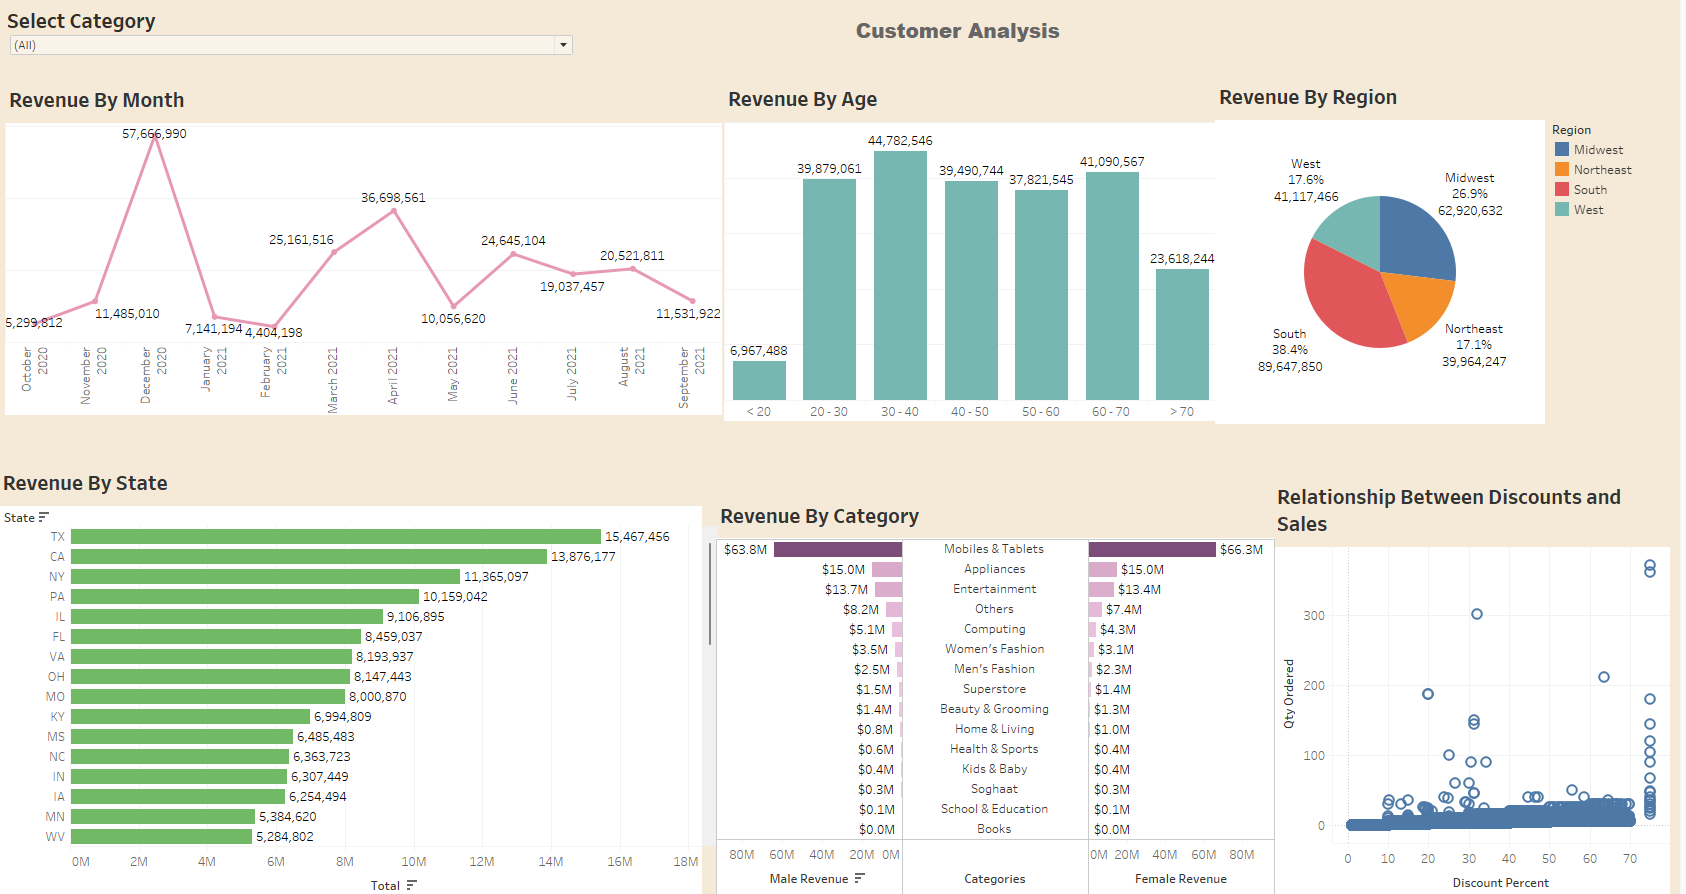 Select Category
(All)
Customer Analysis
Revenue By Month
57,666,990
36,698,561
25,161,516
24,645,104
20,521,811
19,037,457
5,299,812
11,485,010
7,141,194
4,404,198
10,056,620
11,531,922
October 2020
November 2020
December 2020
January 2021
February 2021
March 2021
April 2021
May 2021
June 2021
July 2021
August 2021
September 2021
Revenue By Age
6,967,488
39,879,061
44,782,546
39,490,744
37,821,545
41,090,567
23,618,244
< 20
20 - 30
30 - 40
40 - 50
50 - 60
60 - 70
> 70
Revenue By Region
West
17.6%
41,117,466
Midwest
26.9%
62,920,632
South
38.4%
89,647,850
Northeast
17.1%
39,964,247
Region
Midwest
Northeast
South
West
Revenue By State
State
TX 15,467,456
CA 13,876,177
NY 11,365,097
PA 10,159,042
IL 9,106,895
FL 8,459,037
VA 8,193,937
OH 8,147,443
MO 8,000,870
KY 6,994,809
MS 6,485,483
NC 6,363,723
IN 6,307,449
IA 6,254,494
MN 5,384,620
WV 5,284,802
0M 2M 4M 6M 8M 10M 12M 14M 16M 18M
Total
Revenue By Category
$63.8M Mobiles & Tablets $66.3M
$15.0M Appliances $15.0M
$13.7M Entertainment $13.4M
$8.2M Others $7.4M
$5.1M Computing $4.3M
$3.5M Women's Fashion $3.1M
$2.5M Men's Fashion $2.3M
$1.5M Superstore $1.4M
$1.4M Beauty & Grooming $1.3M
$0.8M Home & Living $1.0M
$0.6M Health & Sports $0.4M
$0.4M Kids & Baby $0.4M
$0.3M Soghaat $0.3M
$0.1M School & Education $0.1M
$0.0M Books $0.0M
80M 60M 40M 20M 0M 0M 20M 40M 60M 80M
Male Revenue Categories Female Revenue
Relationship Between Discounts and
Sales
Qty Ordered
300
200
100
0
0 10 20 30 40 50 60 70
Discount Percent